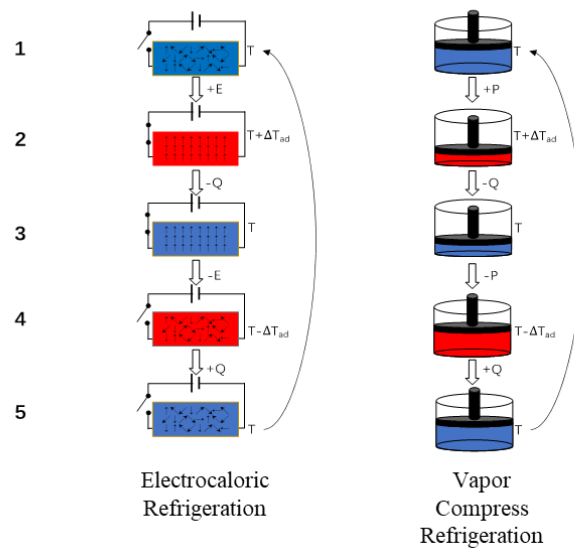 1
T
T
+E
+P
2
T+ΔTad
T+ΔTad
-Q
-Q
3
T
T
-E
-P
4
T-ΔTad
T-ΔTad
+Q
+Q
5
T
T
Electrocaloric
Refrigeration
Vapor
Compress
Refrigeration